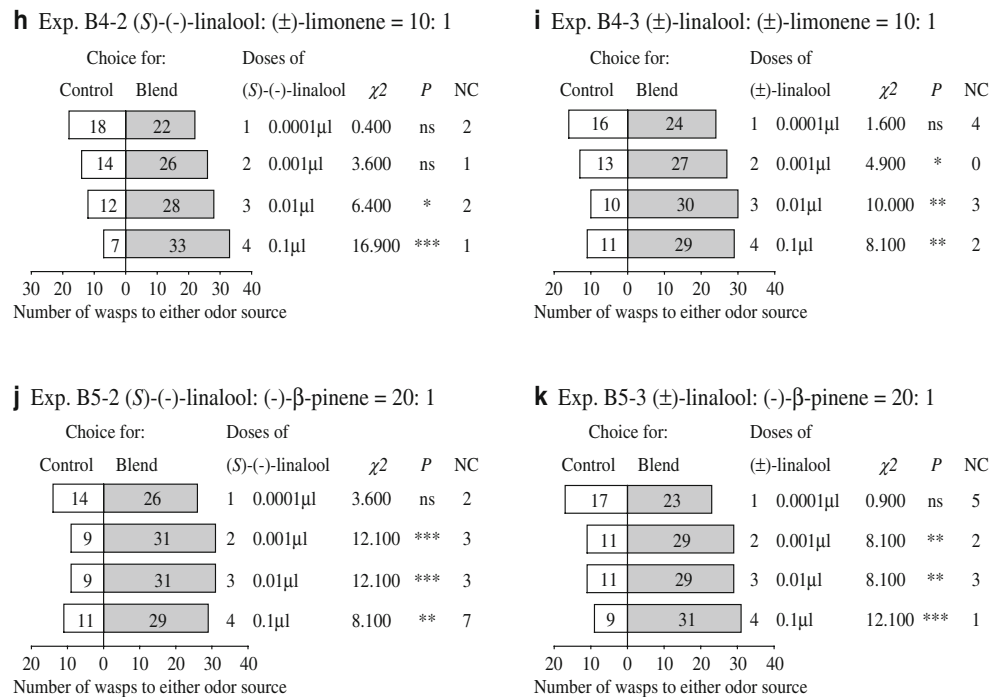 h Exp. B4-2 (S)-(-)-linalool: (±)-limonene = 10: 1
Choice for: Doses of
Control Blend (S)-(-)-linalool χ2 P NC
18 22 1 0.0001µl 0.400 ns 2
14 26 2 0.001µl 3.600 ns 1
12 28 3 0.01µl 6.400 * 2
7 33 4 0.1µl 16.900 *** 1
30 20 10 0 10 20 30 40
Number of wasps to either odor source
i Exp. B4-3 (±)-linalool: (±)-limonene = 10: 1
Choice for: Doses of
Control Blend (±)-linalool χ2 P NC
16 24 1 0.0001µl 1.600 ns 4
13 27 2 0.001µl 4.900 * 0
10 30 3 0.01µl 10.000 ** 3
11 29 4 0.1µl 8.100 ** 2
20 10 0 10 20 30 40
Number of wasps to either odor source
j Exp. B5-2 (S)-(-)-linalool: (-)-β-pinene = 20: 1
Choice for: Doses of
Control Blend (S)-(-)-linalool χ2 P NC
14 26 1 0.0001µl 3.600 ns 2
9 31 2 0.001µl 12.100 *** 3
9 31 3 0.01µl 12.100 *** 3
11 29 4 0.1µl 8.100 ** 7
20 10 0 10 20 30 40
Number of wasps to either odor source
k Exp. B5-3 (±)-linalool: (-)-β-pinene = 20: 1
Choice for: Doses of
Control Blend (±)-linalool χ2 P NC
17 23 1 0.0001µl 0.900 ns 5
11 29 2 0.001µl 8.100 ** 2
11 29 3 0.01µl 8.100 ** 3
9 31 4 0.1µl 12.100 *** 1
20 10 0 10 20 30 40
Number of wasps to either odor source